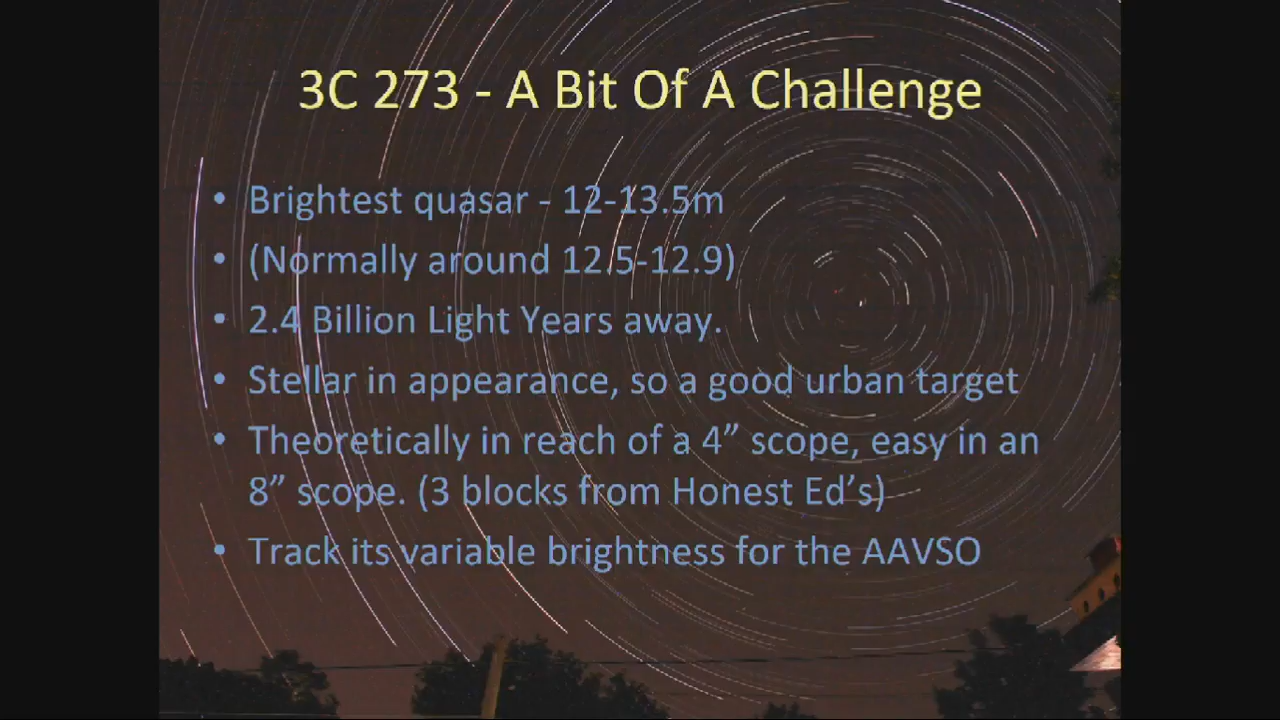 3C 273 - A Bit Of A Challenge
• Brightest quasar - 12-13.5m
• (Normally around 12.5-12.9)
• 2.4 Billion Light Years away.
• Stellar in appearance, so a good urban target
• Theoretically in reach of a 4” scope, easy in an
8” scope. (3 blocks from Honest Ed’s)
• Track its variable brightness for the AAVSO